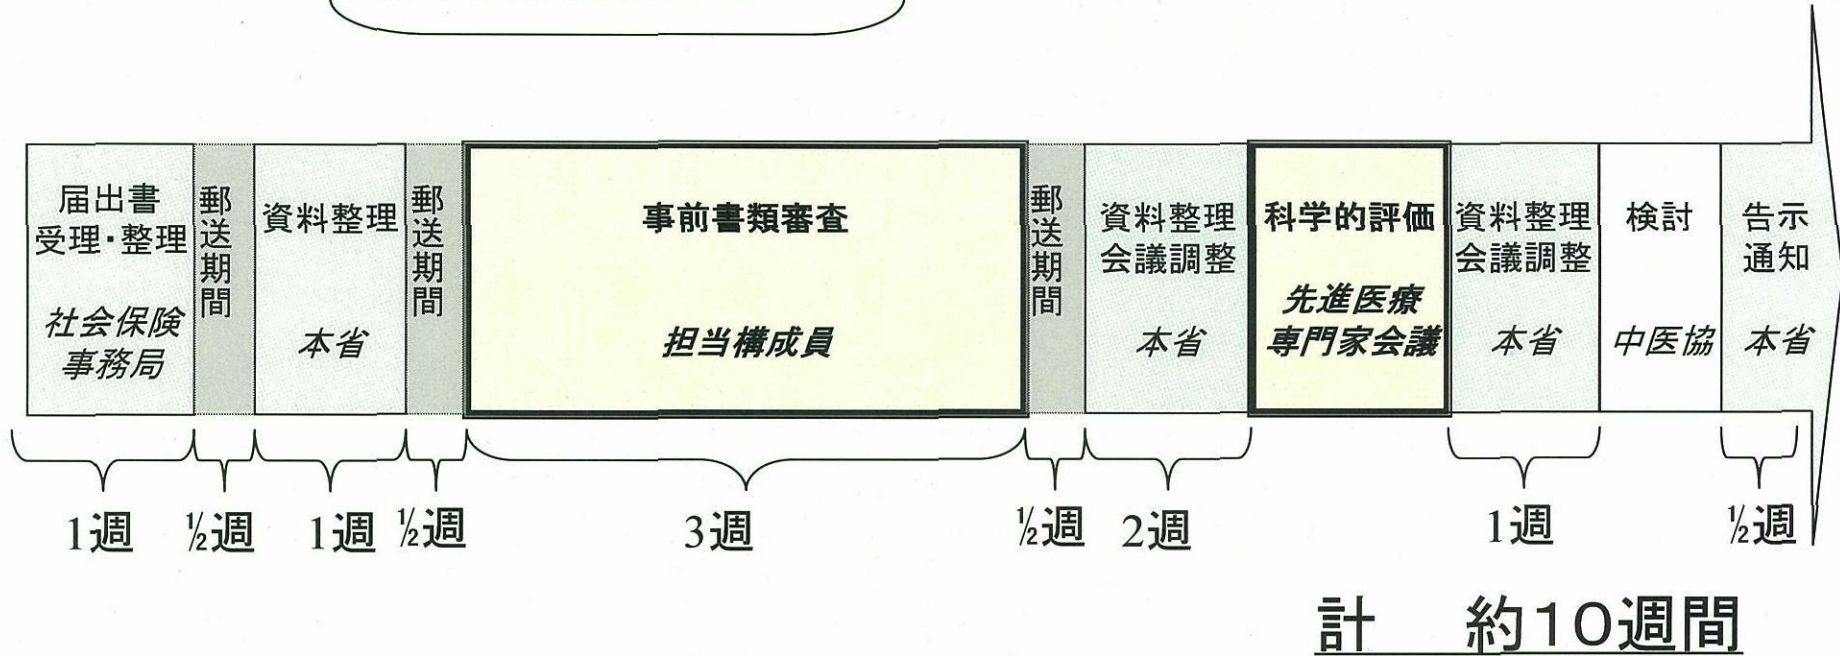 届出書
受理・整理
社会保険
事務局
郵送期間
資料整理
本省
郵送期間
事前書類審査
担当構成員
郵送期間
資料整理
会議調整
本省
科学的評価
先進医療
専門家会議
資料整理
会議調整
本省
検討
中医協
告示
通知
本省
1週
½週
1週
½週
3週
½週
2週
1週
½週
計 約10週間